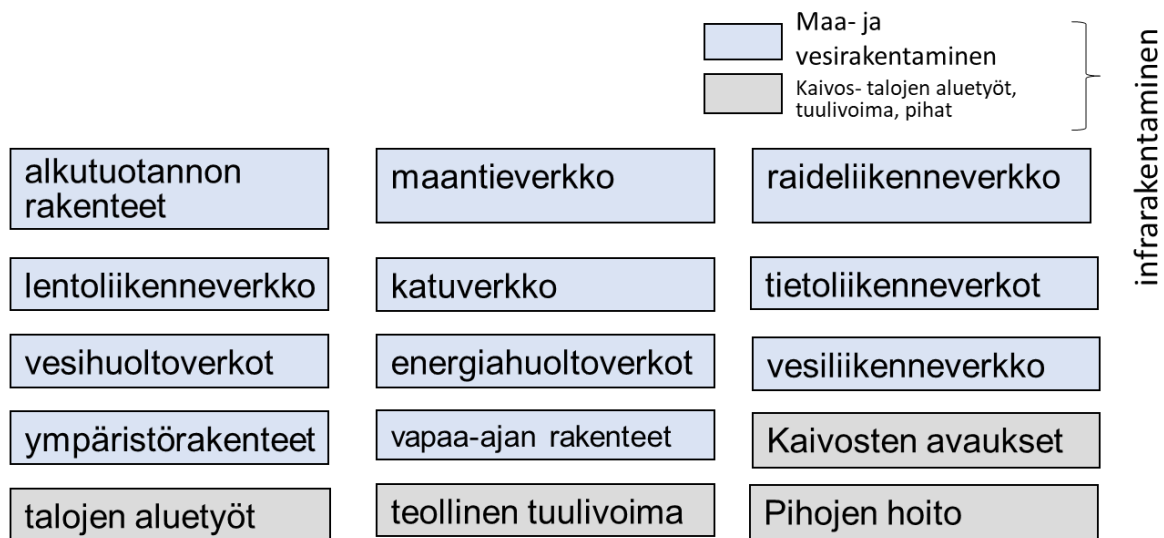 Maa- ja
vesirakentaminen
Kaivos- talojen aluetyöt,
tuulivoima, pihat
infrarakentaminen
alkutuotannon
rakenteet
maantieverkko
raideliikenneverkko
lentoliikenneverkko
katuverkko
tietoliikenneverkot
vesihuoltoverkot
energiahuoltoverkot
vesiliikenneverkko
ympäristörakenteet
vapaa-ajan rakenteet
Kaivosten avaukset
talojen aluetyöt
teollinen tuulivoima
Pihojen hoito